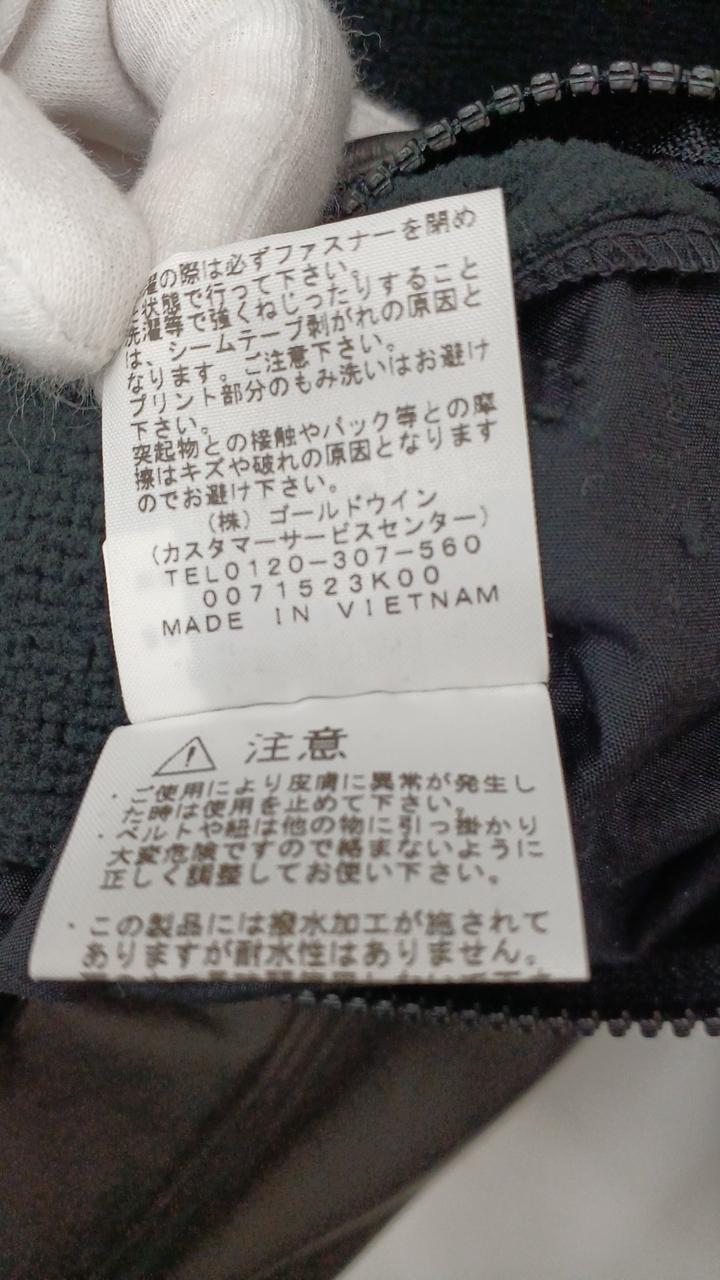 濯の際は必ずファスナーを閉め
状態で行って下さい。
洗濯等で強くねじったりすること
は、シームテープ剥がれの原因と
なります。ご注意下さい。
プリント部分のもみ洗いはお避け
下さい。
突起物との接触やバック等との摩
擦はキズや破れの原因となります
のでお避け下さい。
(株)ゴールドウイン
(カスタマーサービスセンター)
TEL0120-307-560
0071523K00
MADE IN VIETNAM
注意
・ご使用により皮膚に異常が発生し
た時は使用を止めて下さい。
・ベルトや紐は他の物に引っ掛かり
大変危険ですので絡まないように
正しく調整してお使い下さい。
・この製品には撥水加工が施されて
ありますが耐水性はありません。